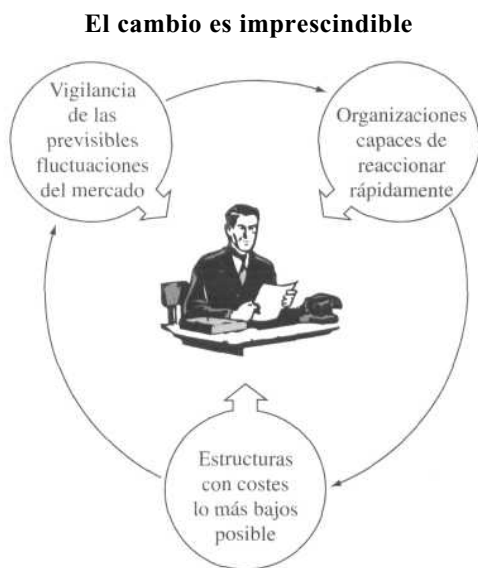 El cambio es imprescindible
Vigilancia
de las
previsibles
fluctuaciones
del mercado
Organizaciones
capaces de
reaccionar
rápidamente
Estructuras
con costes
lo más bajos
posible